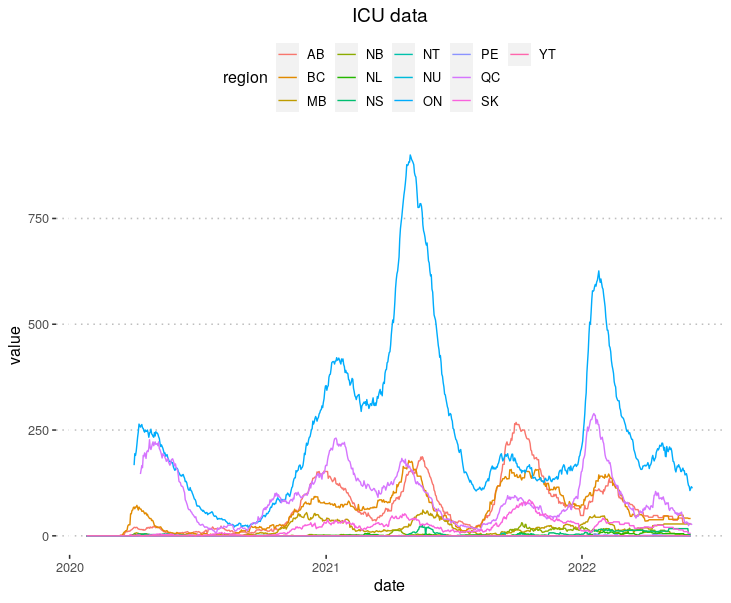 ICU data
AB NB NT PE YT
region BC NL NU QC
MB NS ON SK
750
500
250
0
value
2020 2021 2022
date